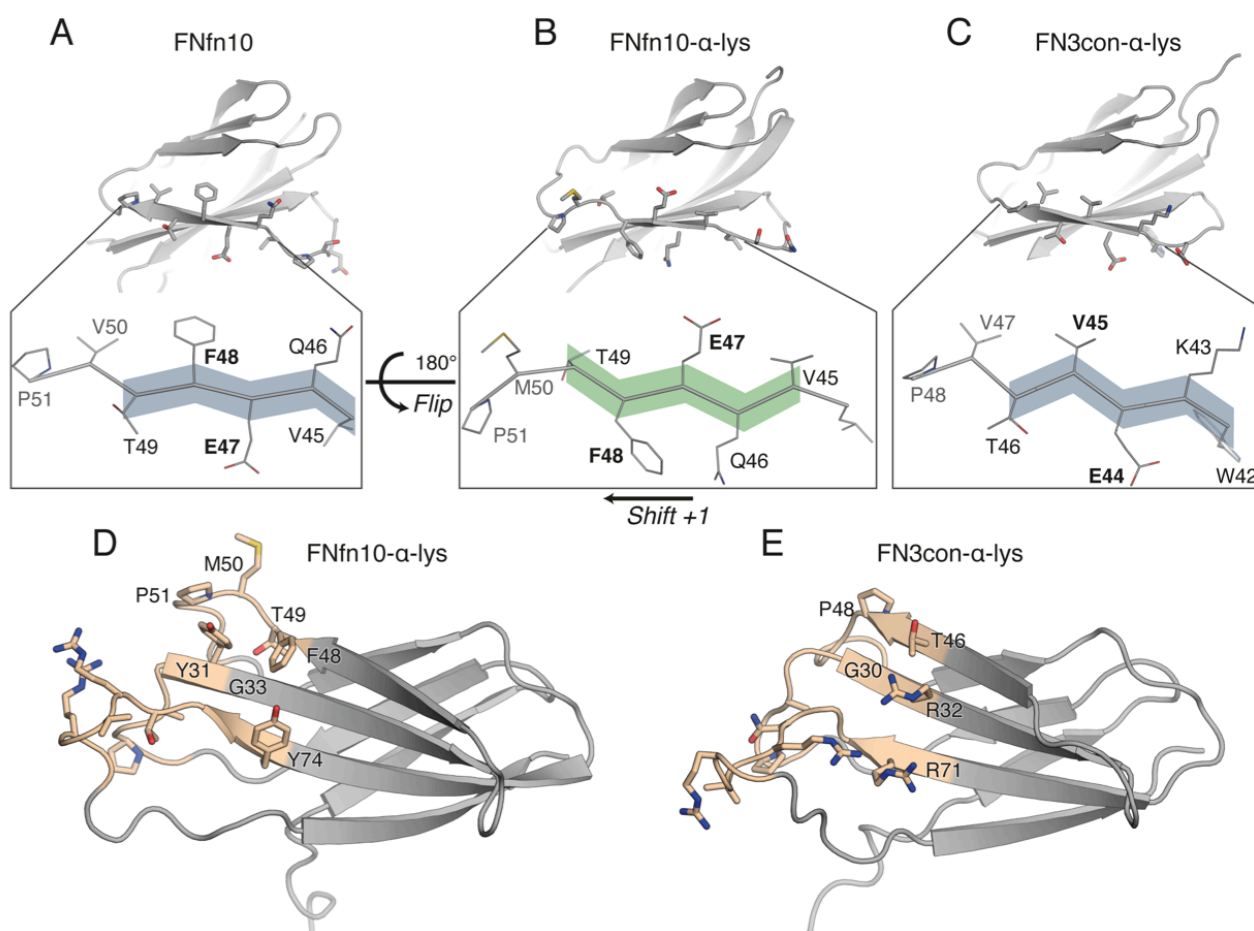 A
FNfn10
B
FNfn10-α-lys
C
FN3con-α-lys
V50
F48
Q46
P51
T49
E47
V45
180°
Flip
T49
E47
M50
V45
P51
F48
Q46
Shift +1
V47
V45
K43
P48
T46
E44
W42
D
FNfn10-α-lys
M50
P51
T49
F48
Y31
G33
Y74
E
FN3con-α-lys
P48
T46
G30
R32
R71